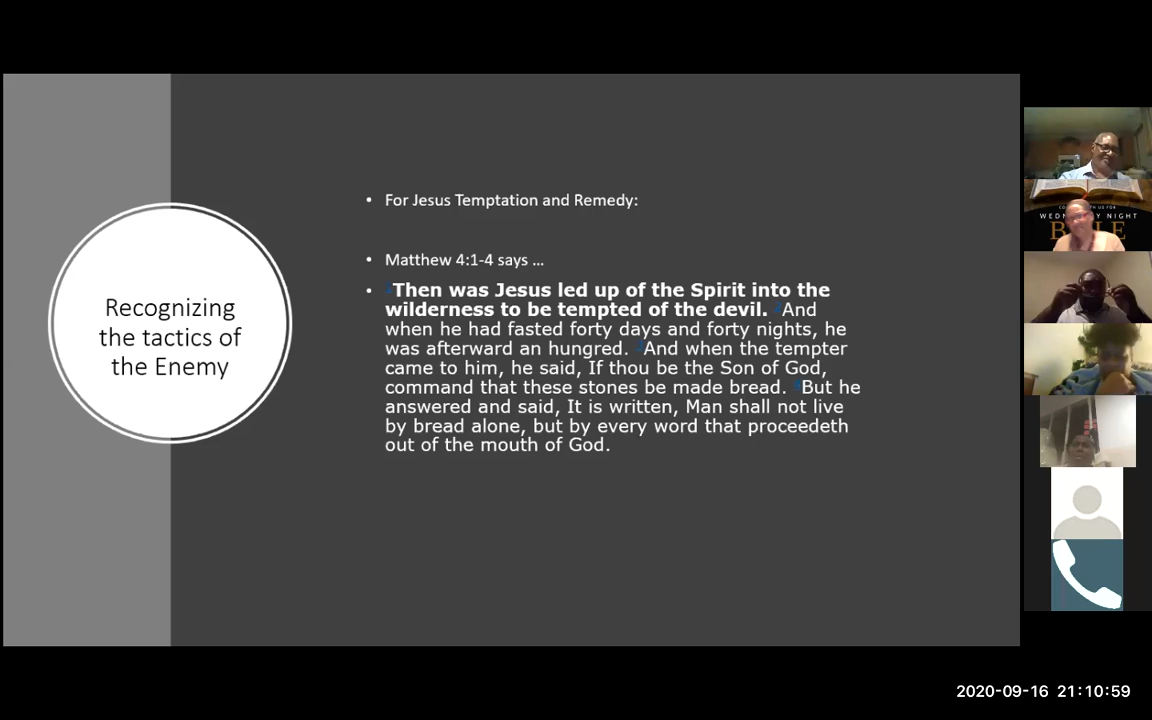 Recognizing
the tactics of
the Enemy
• For Jesus Temptation and Remedy:
• Matthew 4:1-4 says ...
• Then was Jesus led up of the Spirit into the
wilderness to be tempted of the devil. And
when he had fasted forty days and forty nights, he
was afterward an hungred. And when the tempter
came to him, he said, If thou be the Son of God,
command that these stones be made bread. But he
answered and said, It is written, Man shall not live
by bread alone, but by every word that proceedeth
out of the mouth of God.
2020-09-16 21:10:59